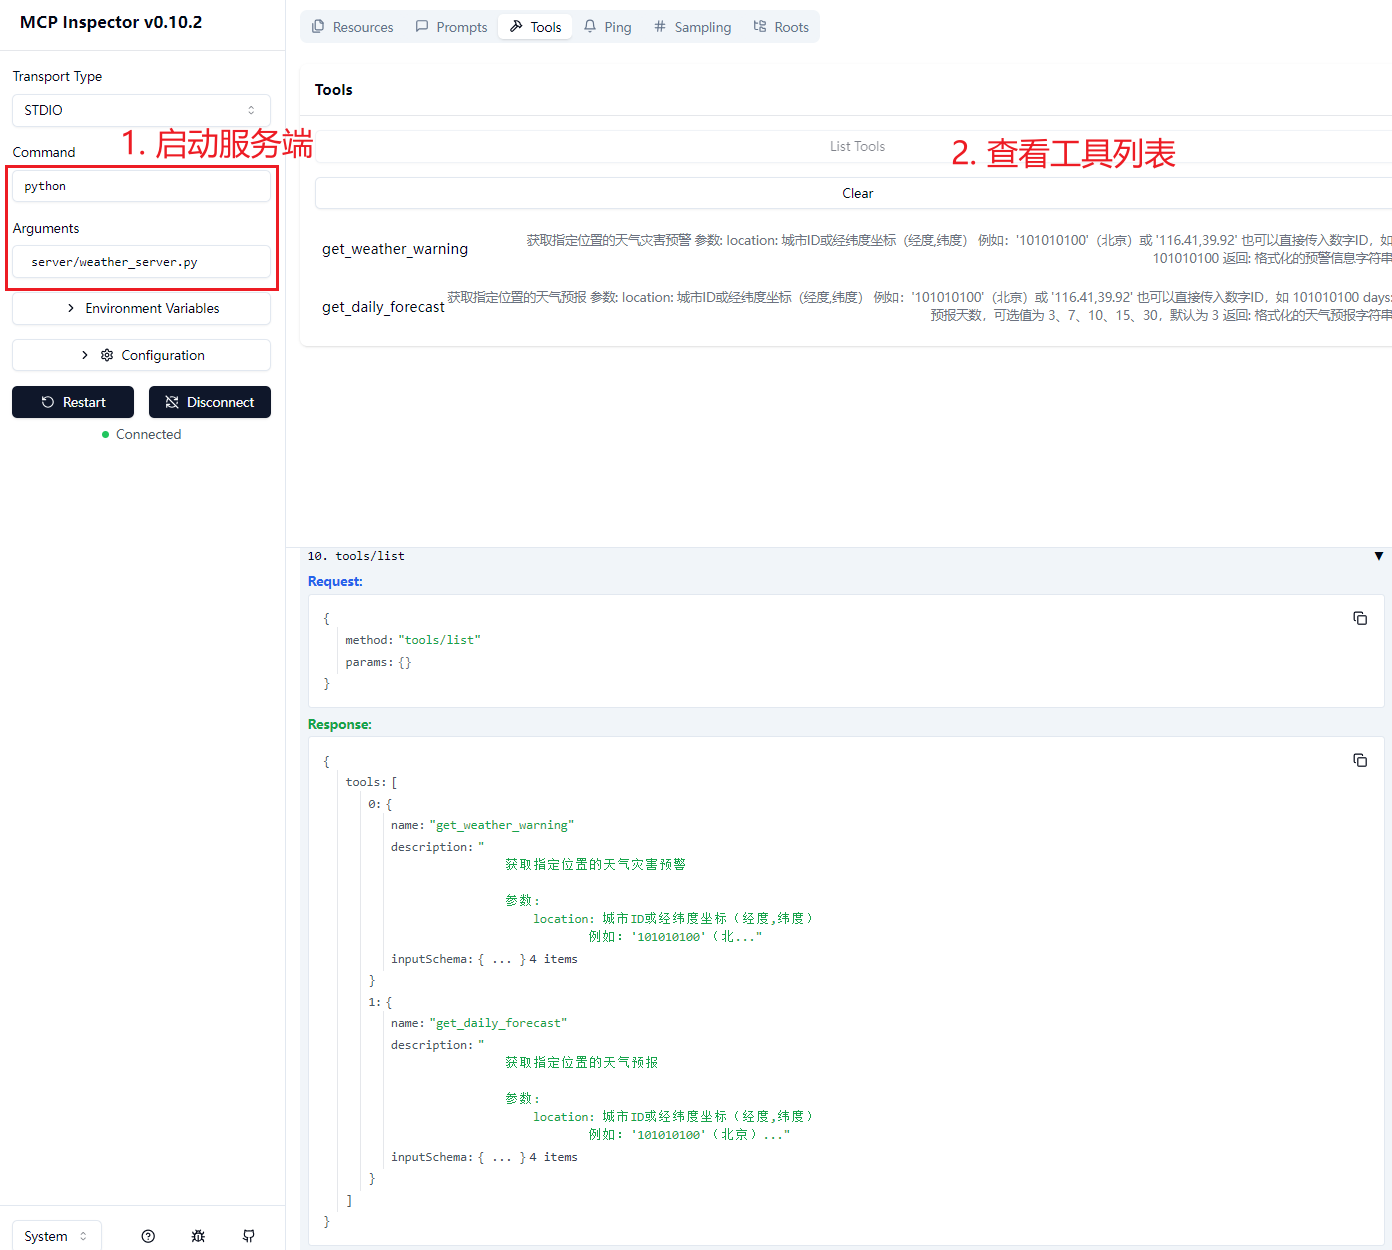 MCP Inspector v0.10.2
Transport Type
STDIO
1. 启动服务端
Command
python
Arguments
server/weather_server.py
Environment Variables
Configuration
Restart
Disconnect
Connected
System
Resources
Prompts
Tools
Ping
Sampling
Roots
Tools
List Tools
2. 查看工具列表
Clear
get_weather_warning
获取指定位置的天气灾害预警 参数: location: 城市ID或经纬度坐标（经度,纬度） 例如：'101010100'（北京）或 '116.41,39.92' 也可以直接传入数字ID，如
101010100 返回: 格式化的预警信息字符串
get_daily_forecast
获取指定位置的天气预报 参数: location: 城市ID或经纬度坐标（经度,纬度） 例如：'101010100'（北京）或 '116.41,39.92' 也可以直接传入数字ID，如 101010100 days:
预报天数，可选值为 3、7、10、15、30，默认为 3 返回: 格式化的天气预报字符串
10. tools/list
Request:
{
method: "tools/list"
params: {}
}
Response:
{
tools: [
0: {
name: "get_weather_warning"
description: "
获取指定位置的天气灾害预警
参数:
location: 城市ID或经纬度坐标（经度,纬度）
例如：'101010100'（北..."
inputSchema: { ... } 4 items
}
1: {
name: "get_daily_forecast"
description: "
获取指定位置的天气预报
参数:
location: 城市ID或经纬度坐标（经度,纬度）
例如：'101010100'（北京）..."
inputSchema: { ... } 4 items
}
]
}